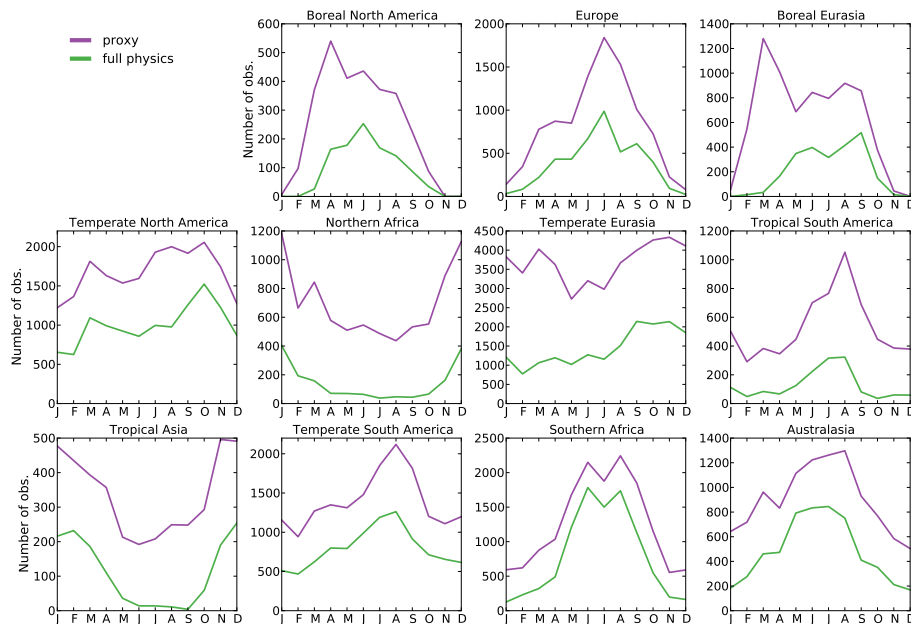 proxy
full physics
Boreal North America
Number of obs.
600
500
400
300
200
100
0
J F M A M J J A S O N D
Europe
2000
1500
1000
500
0
J F M A M J J A S O N D
Boreal Eurasia
1400
1200
1000
800
600
400
200
0
J F M A M J J A S O N D
Temperate North America
Number of obs.
2000
1500
1000
500
0
J F M A M J J A S O N D
Northern Africa
1200
1000
800
600
400
200
0
J F M A M J J A S O N D
Temperate Eurasia
4500
4000
3500
3000
2500
2000
1500
1000
500
0
J F M A M J J A S O N D
Tropical South America
1200
1000
800
600
400
200
0
J F M A M J J A S O N D
Tropical Asia
Number of obs.
500
400
300
200
100
0
J F M A M J J A S O N D
Temperate South America
2000
1500
1000
500
0
J F M A M J J A S O N D
Southern Africa
2500
2000
1500
1000
500
0
J F M A M J J A S O N D
Australasia
1400
1200
1000
800
600
400
200
0
J F M A M J J A S O N D